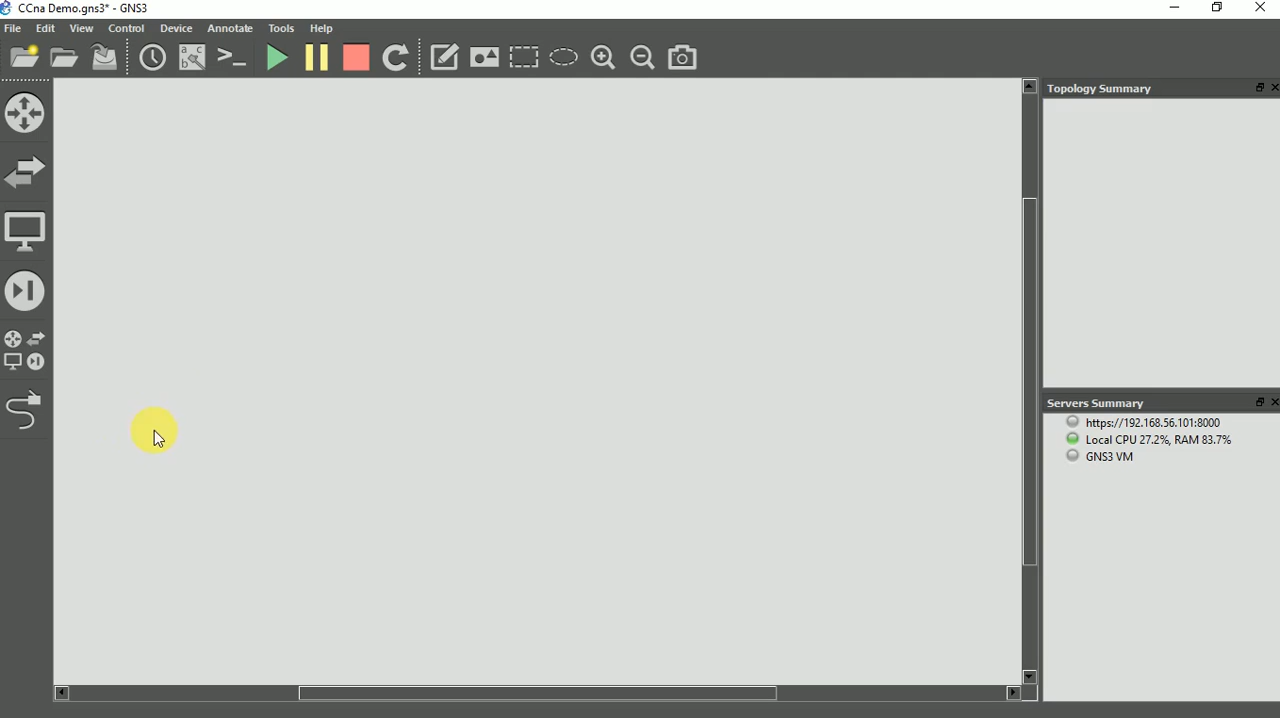 CCna Demo.gns3* - GNS3
File Edit View Control Device Annotate Tools Help
a c
b
Topology Summary
Servers Summary
https://192.168.56.101:8000
Local CPU 27.2%, RAM 83.7%
GNS3 VM